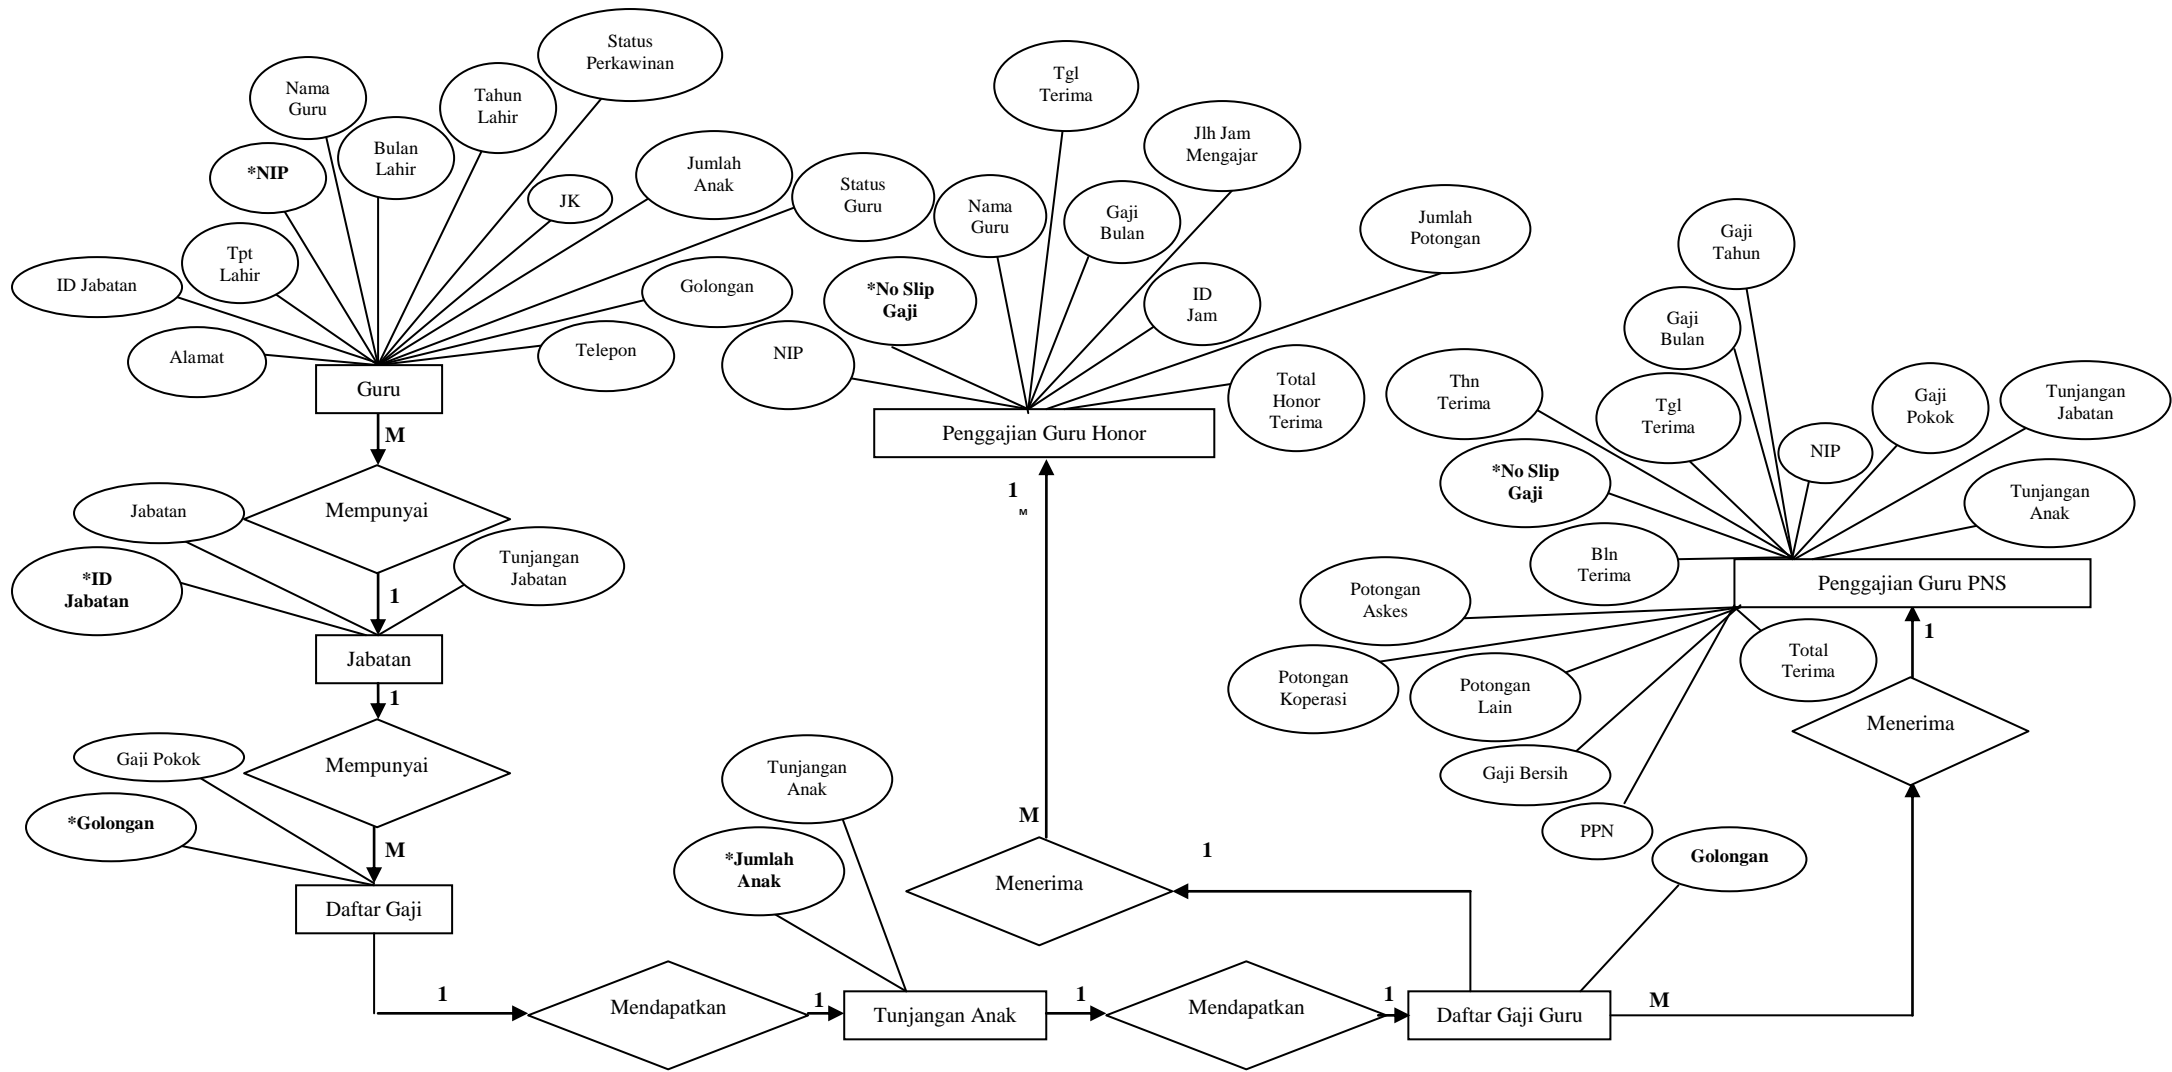 Status
Perkawinan
Nama
Guru
Tahun
Lahir
Bulan
Lahir
*NIP
Jumlah
Anak
JK
Status
Guru
Tpt
Lahir
ID Jabatan
Golongan
Alamat
Telepon
Guru
M
Mempunyai
Jabatan
*ID
Jabatan
Tunjangan
Jabatan
1
Jabatan
1
Mempunyai
Gaji Pokok
*Golongan
M
Daftar Gaji
1
Mendapatkan
1
Tunjangan
Anak
*Jumlah
Anak
Tunjangan Anak
1
Mendapatkan
1
Daftar Gaji Guru
M
Golongan
1
Menerima
M
1
M
Tgl
Terima
Jlh Jam
Mengajar
Nama
Guru
Gaji
Bulan
Jumlah
Potongan
*No Slip
Gaji
ID
Jam
NIP
Total
Honor
Terima
Penggajian Guru Honor
Gaji
Tahun
Gaji
Bulan
Thn
Terima
Tgl
Terima
Gaji
Pokok
Tunjangan
Jabatan
NIP
*No Slip
Gaji
Tunjangan
Anak
Bln
Terima
Penggajian Guru PNS
Potongan
Askes
Potongan
Koperasi
Potongan
Lain
Total
Terima
Gaji Bersih
PPN
1
Menerima